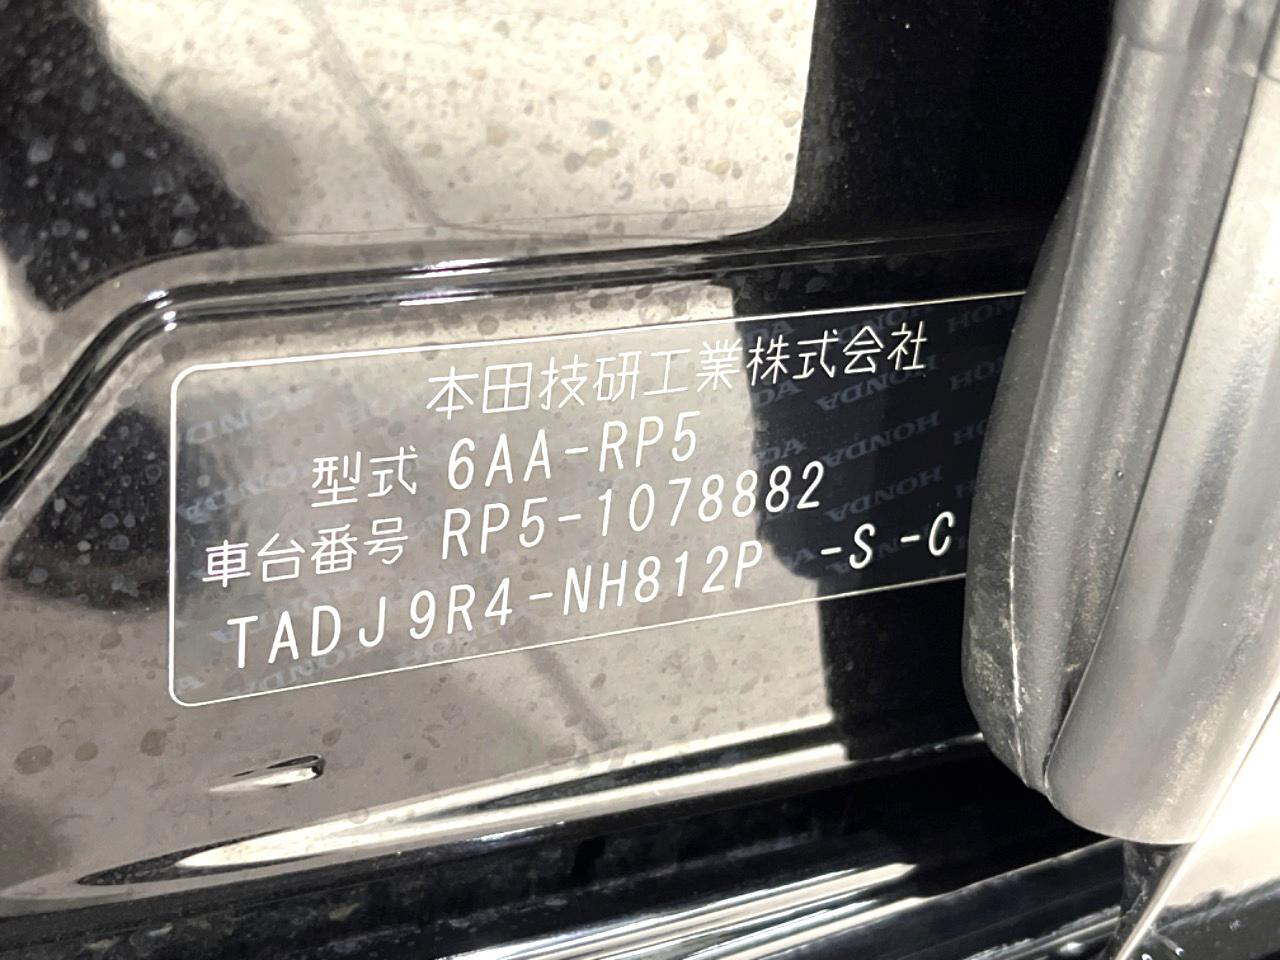 本田技研工業株式会社
型式 6AA-RP5
車台番号 RP5-1078882
TADJ9R4-NH812P -S -C